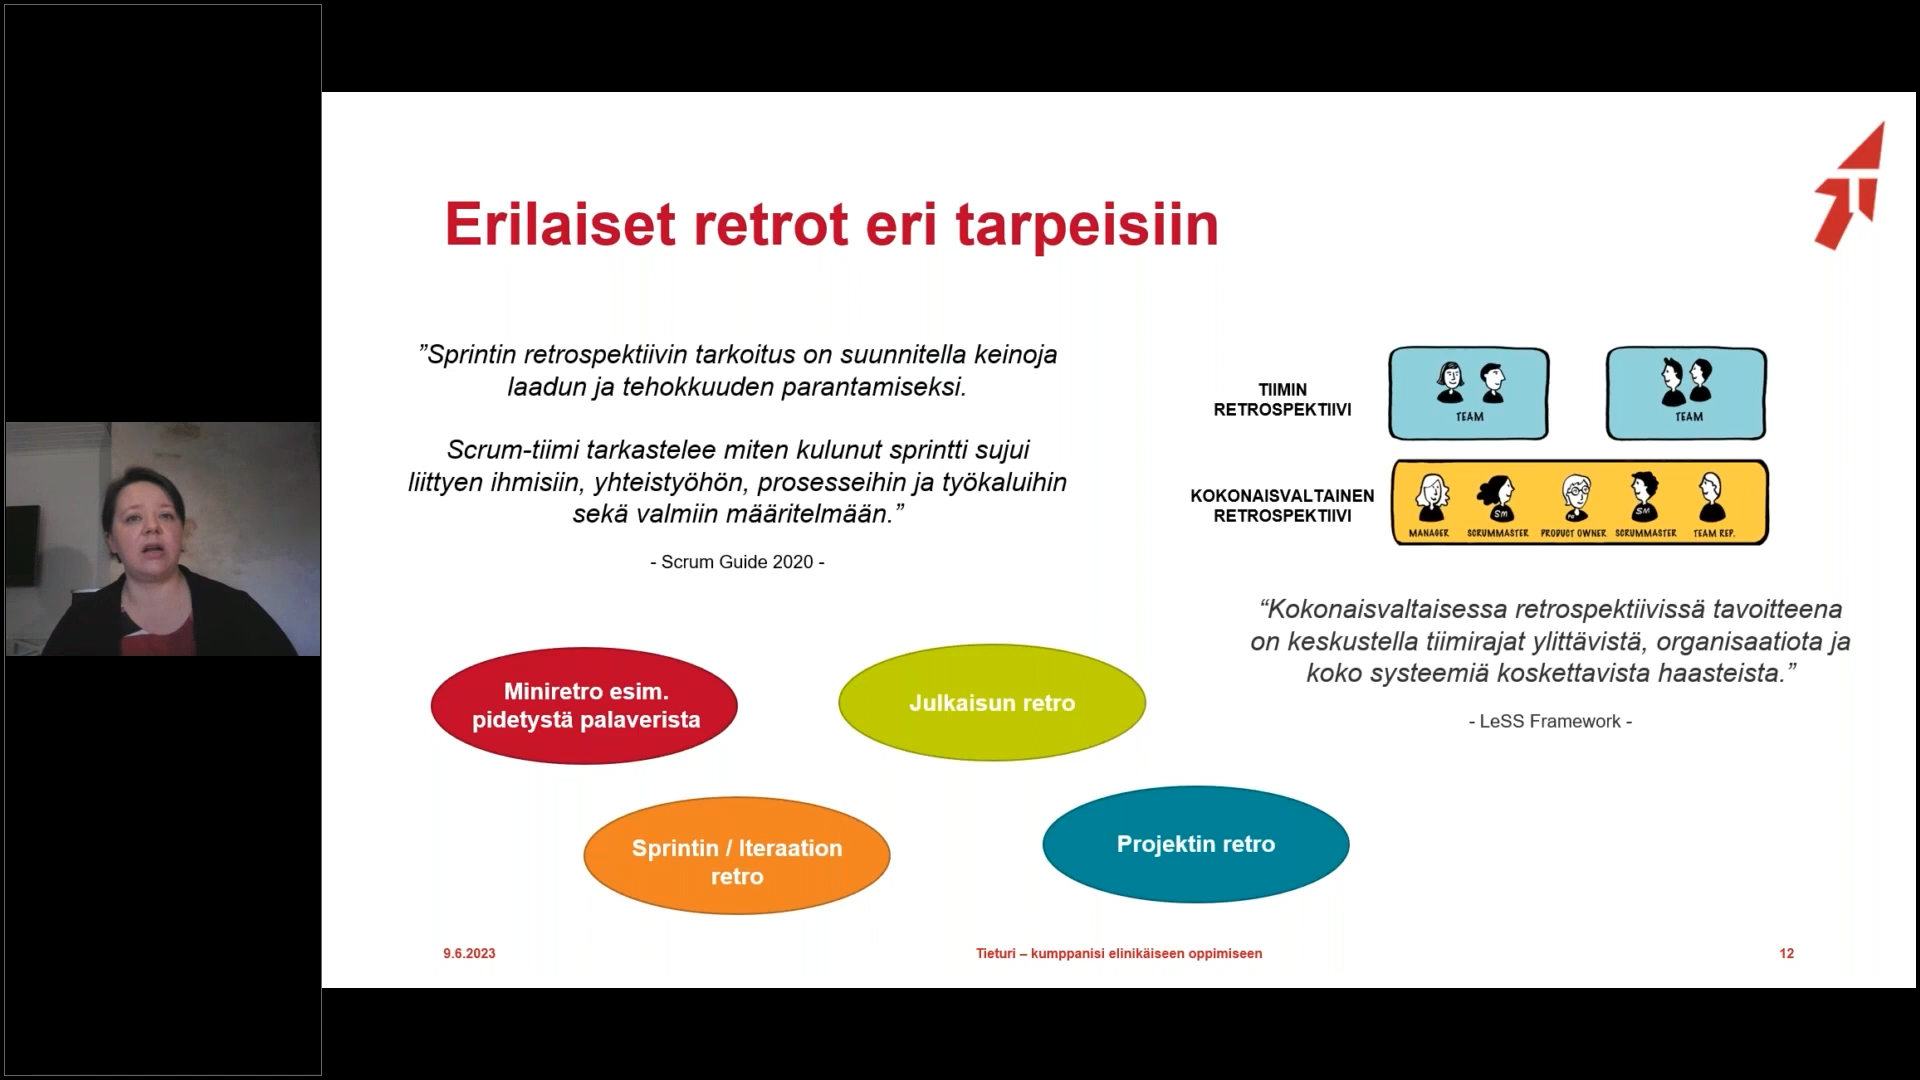 Erilaiset retrot eri tarpeisiin
”Sprintin retrospektiivin tarkoitus on suunnitella keinoja
laadun ja tehokkuuden parantamiseksi.
Scrum-tiimi tarkastelee miten kulunut sprintti sujui
liittyen ihmisiin, yhteistyöhön, prosesseihin ja työkaluihin
sekä valmiin määritelmään.”
- Scrum Guide 2020 -
TIIMIN
RETROSPEKTIIVI
TEAM
TEAM
KOKONAISVALTAINEN
RETROSPEKTIIVI
SM
PO
SM
MANAGER
SCRUMMASTER
PRODUCT OWNER
SCRUMMASTER
TEAM REP.
“Kokonaisvaltaisessa retrospektiivissä tavoitteena
on keskustella tiimirajat ylittävistä, organisaatiota ja
koko systeemiä koskettavista haasteista.”
- LeSS Framework -
Miniretro esim.
pidetystä palaverista
Julkaisun retro
Sprintin / Iteraation
retro
Projektin retro
9.6.2023
Tieturi – kumppanisi elinikäiseen oppimiseen
12